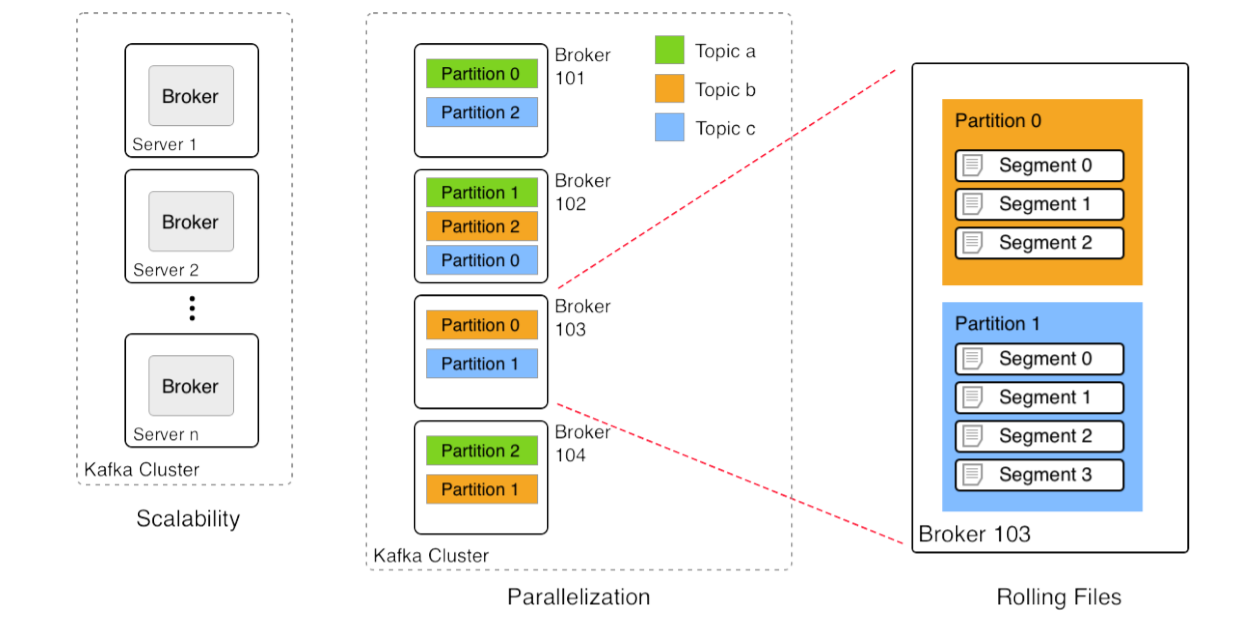 Broker
Server 1
Broker
Server 2
Broker
Server n
Kafka Cluster
Scalability
Partition 0
Partition 2
Broker
101
Partition 1
Partition 2
Partition 0
Broker
102
Partition 0
Partition 1
Broker
103
Partition 2
Partition 1
Broker
104
Topic a
Topic b
Topic c
Kafka Cluster
Parallelization
Partition 0
Segment 0
Segment 1
Segment 2
Partition 1
Segment 0
Segment 1
Segment 2
Segment 3
Broker 103
Rolling Files